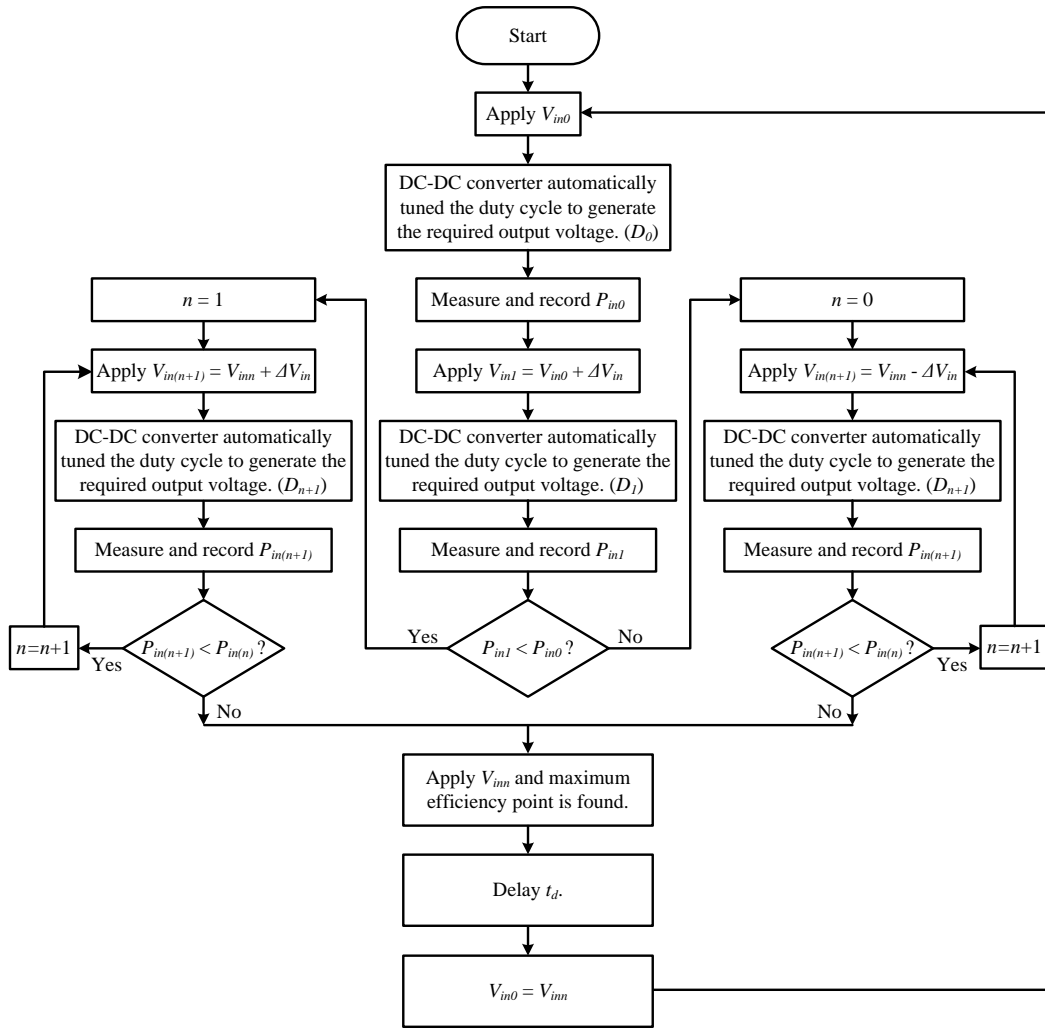 Start
Apply V_in0
DC-DC converter automatically
tuned the duty cycle to generate
the required output voltage. (D_0)
Measure and record P_in0
Apply V_in1 = V_in0 + ΔV_in
DC-DC converter automatically
tuned the duty cycle to generate the
required output voltage. (D_1)
Measure and record P_in1
P_in1 < P_in0 ?
Yes
No
n = 1
Apply V_in(n+1) = V_inn + ΔV_in
DC-DC converter automatically
tuned the duty cycle to generate the
required output voltage. (D_n+1)
Measure and record P_in(n+1)
P_in(n+1) < P_in(n) ?
Yes
n=n+1
No
n = 0
Apply V_in(n+1) = V_inn - ΔV_in
DC-DC converter automatically
tuned the duty cycle to generate the
required output voltage. (D_n+1)
Measure and record P_in(n+1)
P_in(n+1) < P_in(n) ?
Yes
n=n+1
No
Apply V_inn and maximum
efficiency point is found.
Delay t_d.
V_in0 = V_inn